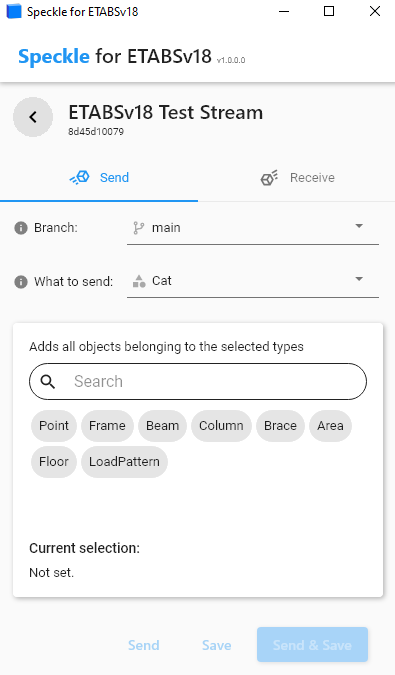 Speckle for ETABSv18
Speckle for ETABSv18 v1.0.0.0
ETABSv18 Test Stream
8d45d10079
Send Receive
Branch: main
What to send: Cat
Adds all objects belonging to the selected types
Search
Point Frame Beam Column Brace Area
Floor LoadPattern
Current selection:
Not set.
Send Save Send & Save